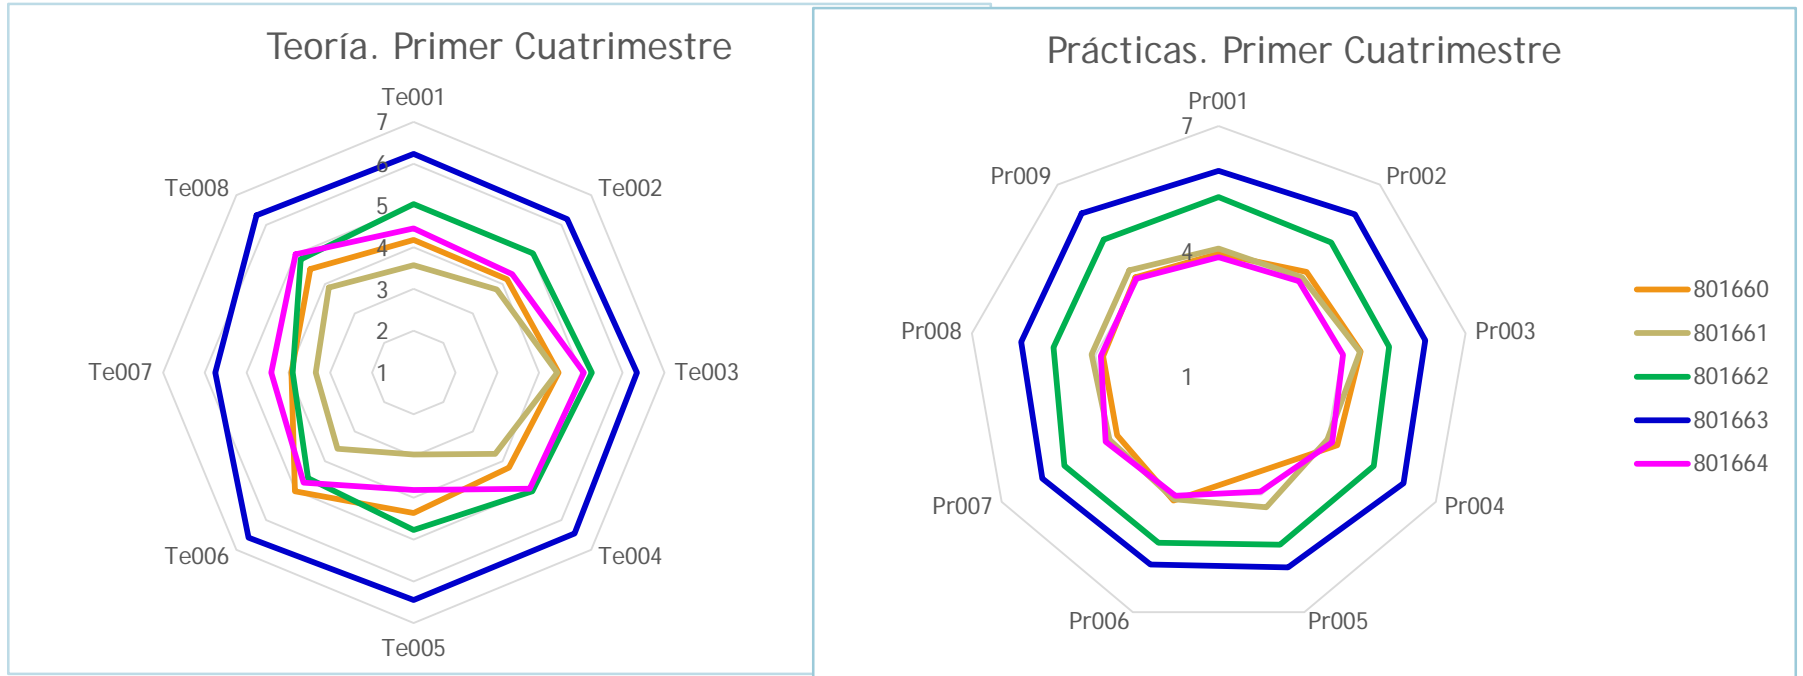 Teoría. Primer Cuatrimestre
Te001
Te002
Te003
Te004
Te005
Te006
Te007
Te008
7
6
5
4
3
2
1
Prácticas. Primer Cuatrimestre
Pr001
Pr002
Pr003
Pr004
Pr005
Pr006
Pr007
Pr008
Pr009
7
4
1
801660
801661
801662
801663
801664